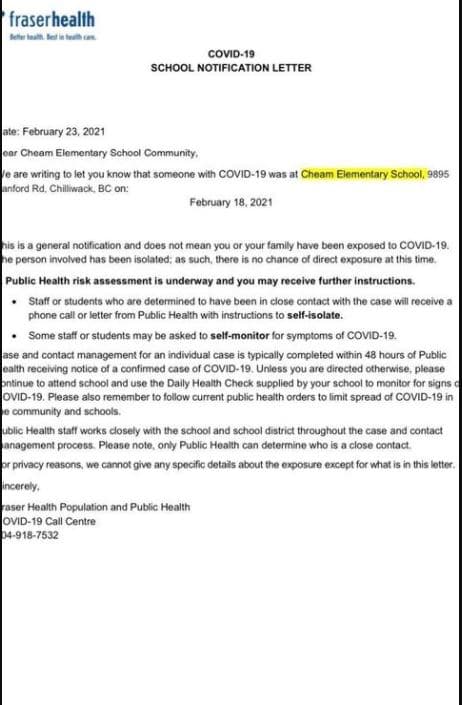 fraserhealth
Better health. Best in health care.
COVID-19
SCHOOL NOTIFICATION LETTER
ate: February 23, 2021
ear Cheam Elementary School Community,
e are writing to let you know that someone with COVID-19 was at Cheam Elementary School, 9895
anford Rd, Chilliwack, BC on:
February 18, 2021
his is a general notification and does not mean you or your family have been exposed to COVID-19.
he person involved has been isolated; as such, there is no chance of direct exposure at this time.
Public Health risk assessment is underway and you may receive further instructions.
• Staff or students who are determined to have been in close contact with the case will receive a
phone call or letter from Public Health with instructions to self-isolate.
• Some staff or students may be asked to self-monitor for symptoms of COVID-19.
ase and contact management for an individual case is typically completed within 48 hours of Public
ealth receiving notice of a confirmed case of COVID-19. Unless you are directed otherwise, please
ontinue to attend school and use the Daily Health Check supplied by your school to monitor for signs o
OVID-19. Please also remember to follow current public health orders to limit spread of COVID-19 in
e community and schools.
ublic Health staff works closely with the school and school district throughout the case and contact
anagement process. Please note, only Public Health can determine who is a close contact.
or privacy reasons, we cannot give any specific details about the exposure except for what is in this letter.
incerely,
raser Health Population and Public Health
OVID-19 Call Centre
04-918-7532